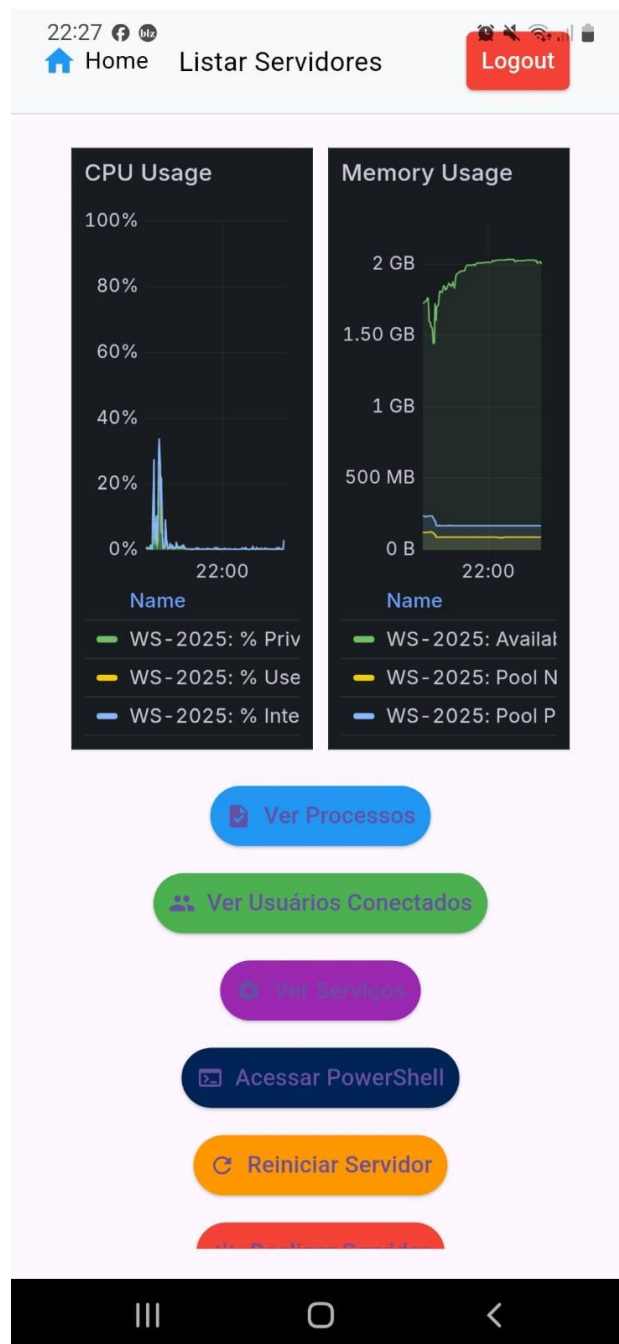 22:27
Home Listar Servidores Logout
CPU Usage
100%
80%
60%
40%
20%
0%
22:00
Name
WS-2025: % Priv
WS-2025: % Use
WS-2025: % Inte
Memory Usage
2 GB
1.50 GB
1 GB
500 MB
0 B
22:00
Name
WS-2025: Availab
WS-2025: Pool N
WS-2025: Pool P
Ver Processos
Ver Usuários Conectados
Ver Serviços
Acessar PowerShell
Reiniciar Servidor